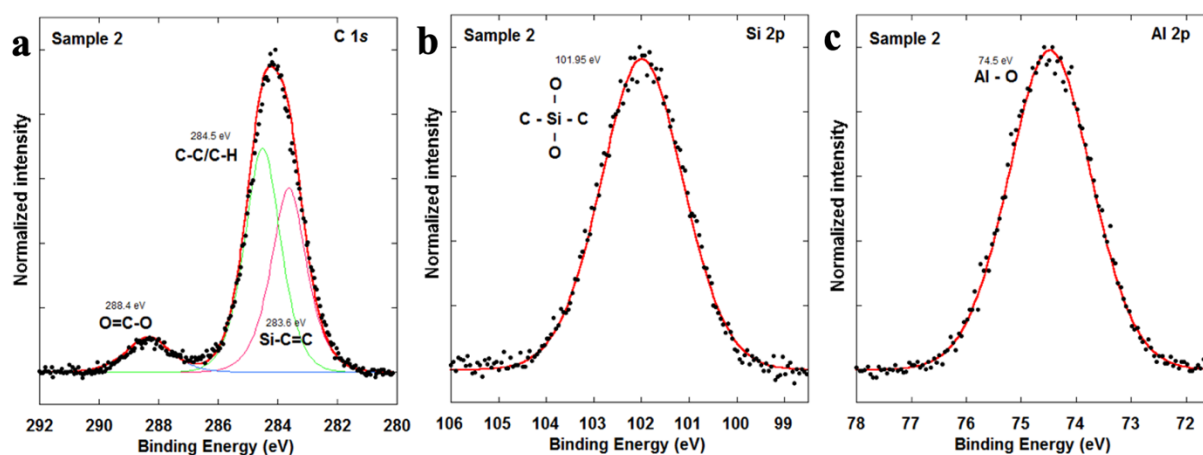 a
Sample 2
C 1s
284.5 eV
C-C/C-H
288.4 eV
O=C-O
283.6 eV
Si-C=C
Normalized intensity
292 290 288 286 284 282 280
Binding Energy (eV)
b
Sample 2
Si 2p
101.95 eV
O
C - Si - C
O
Normalized intensity
106 105 104 103 102 101 100 99
Binding Energy (eV)
c
Sample 2
Al 2p
74.5 eV
Al - O
Normalized intensity
78 77 76 75 74 73 72
Binding Energy (eV)